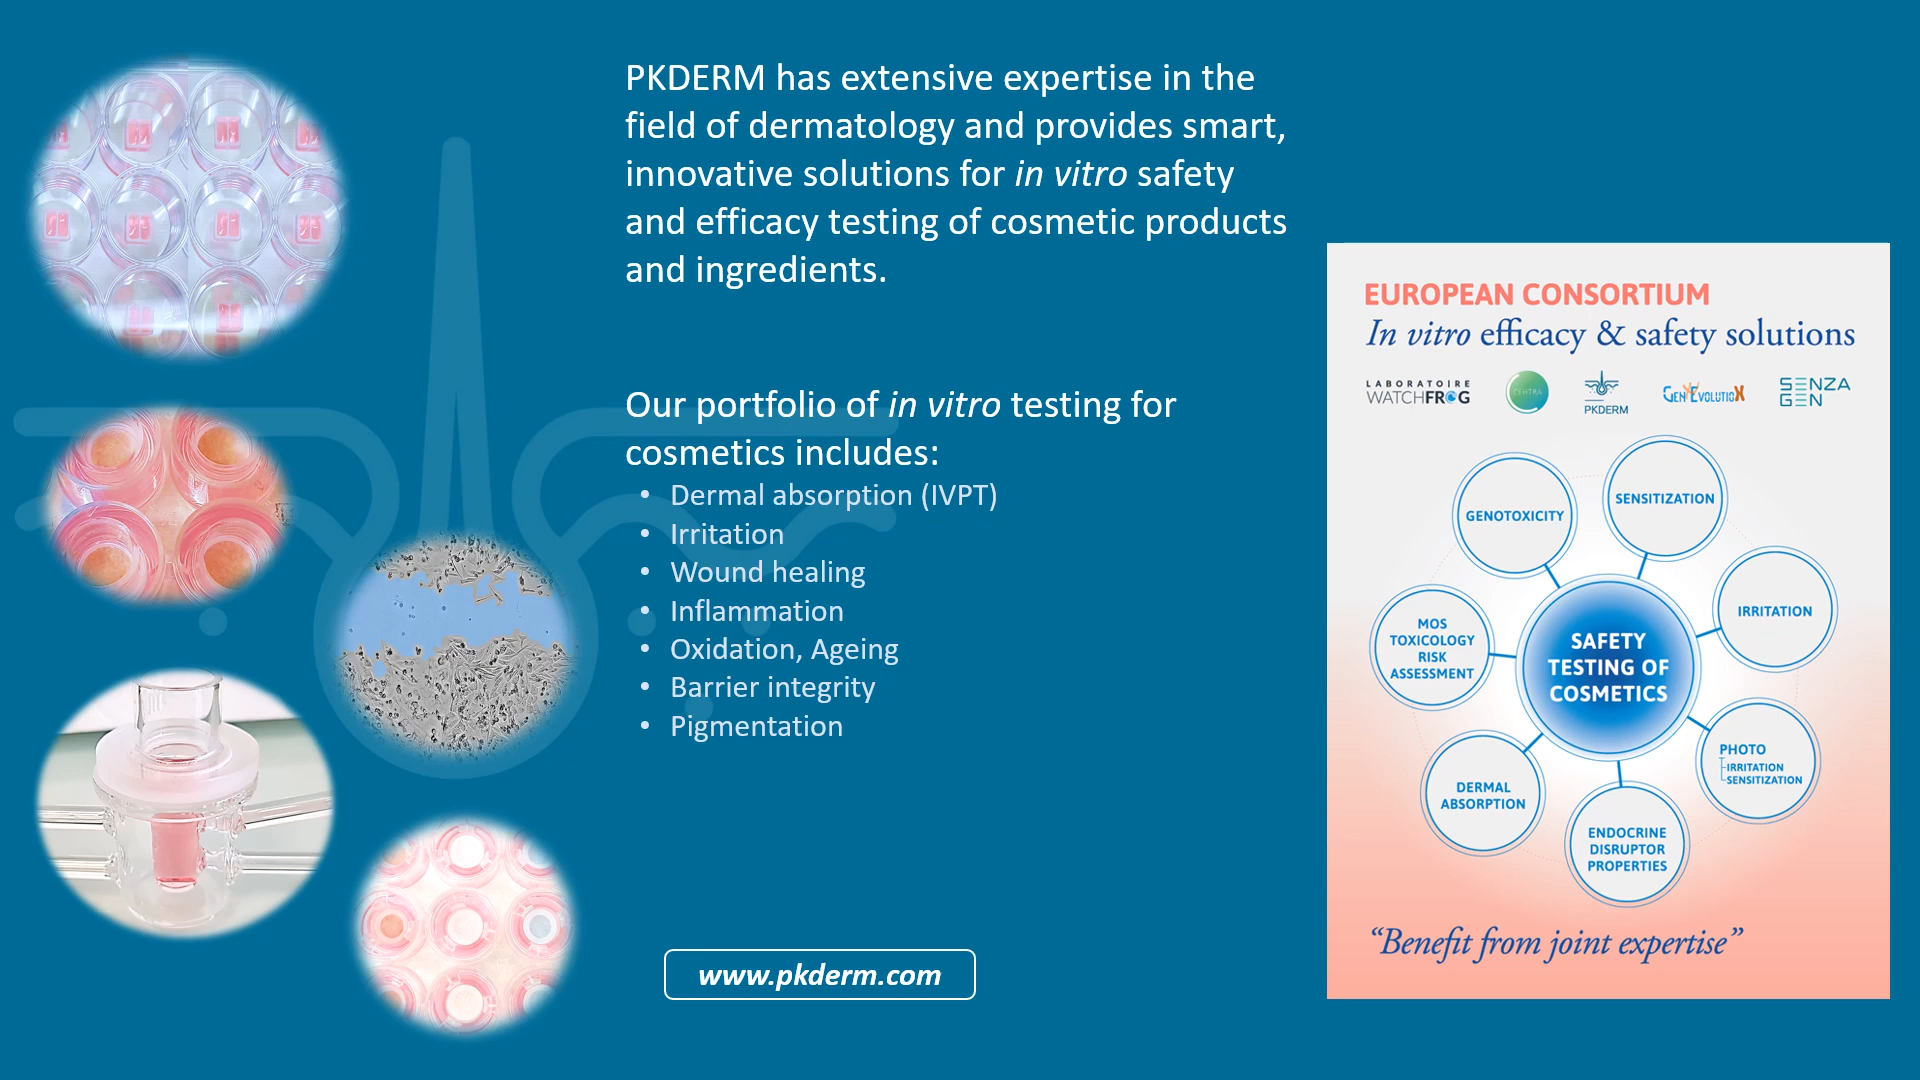 PKDERM has extensive expertise in the
field of dermatology and provides smart,
innovative solutions for in vitro safety
and efficacy testing of cosmetic products
and ingredients.
Our portfolio of in vitro testing for
cosmetics includes:
• Dermal absorption (IVPT)
• Irritation
• Wound healing
• Inflammation
• Oxidation, Ageing
• Barrier integrity
• Pigmentation
www.pkderm.com
EUROPEAN CONSORTIUM
In vitro efficacy & safety solutions
LABORATOIRE
WATCHFROG
CEHTRA
PKDERM
GENEVOLUTIOX
SENZA
GEN
GENOTOXICITY
SENSITIZATION
IRRITATION
PHOTO
IRRITATION
SENSITIZATION
ENDOCRINE
DISRUPTOR
PROPERTIES
DERMAL
ABSORPTION
MOS
TOXICOLOGY
RISK
ASSESSMENT
SAFETY
TESTING OF
COSMETICS
“Benefit from joint expertise”